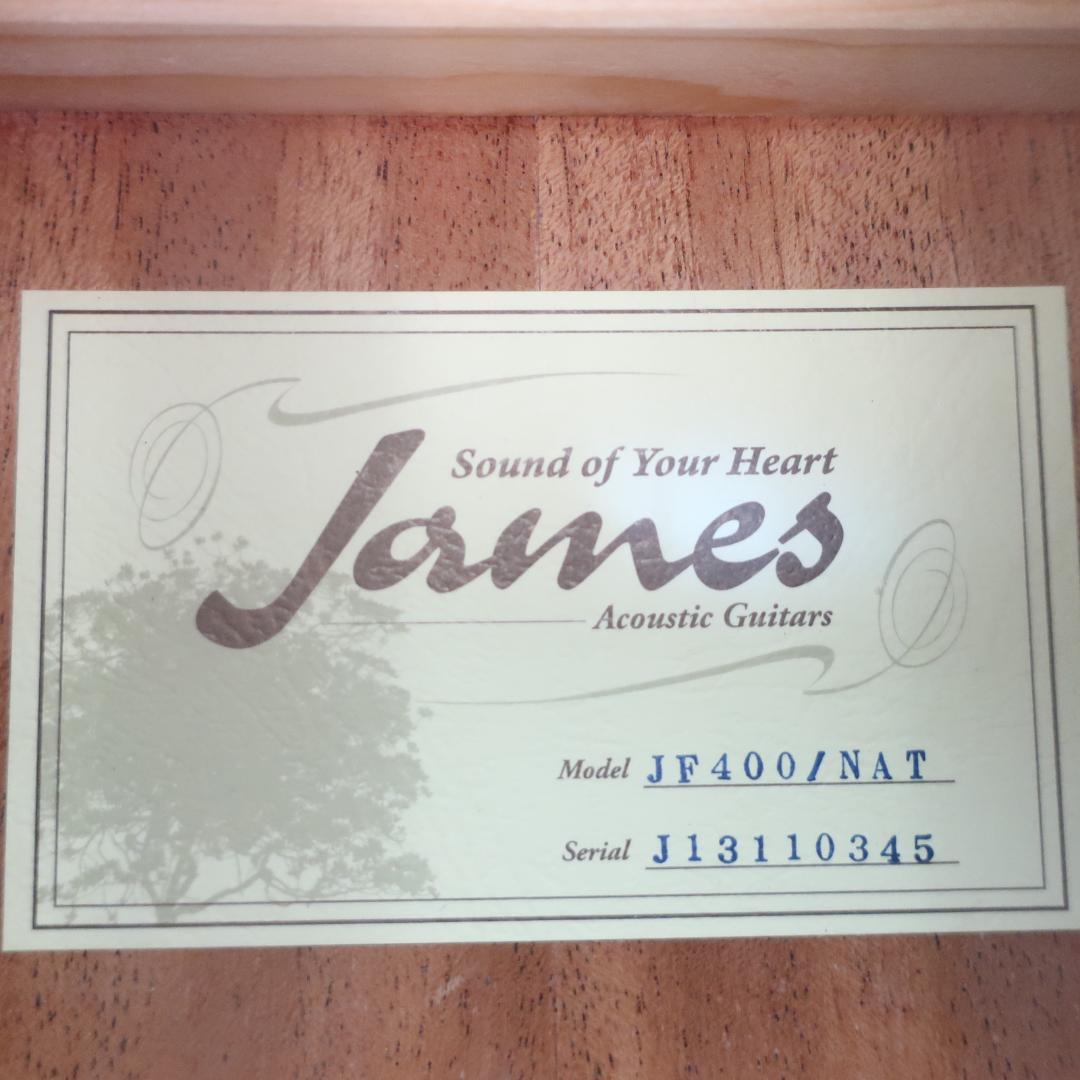 Sound of Your Heart
James
Acoustic Guitars
Model JF400/NAT
Serial J13110345